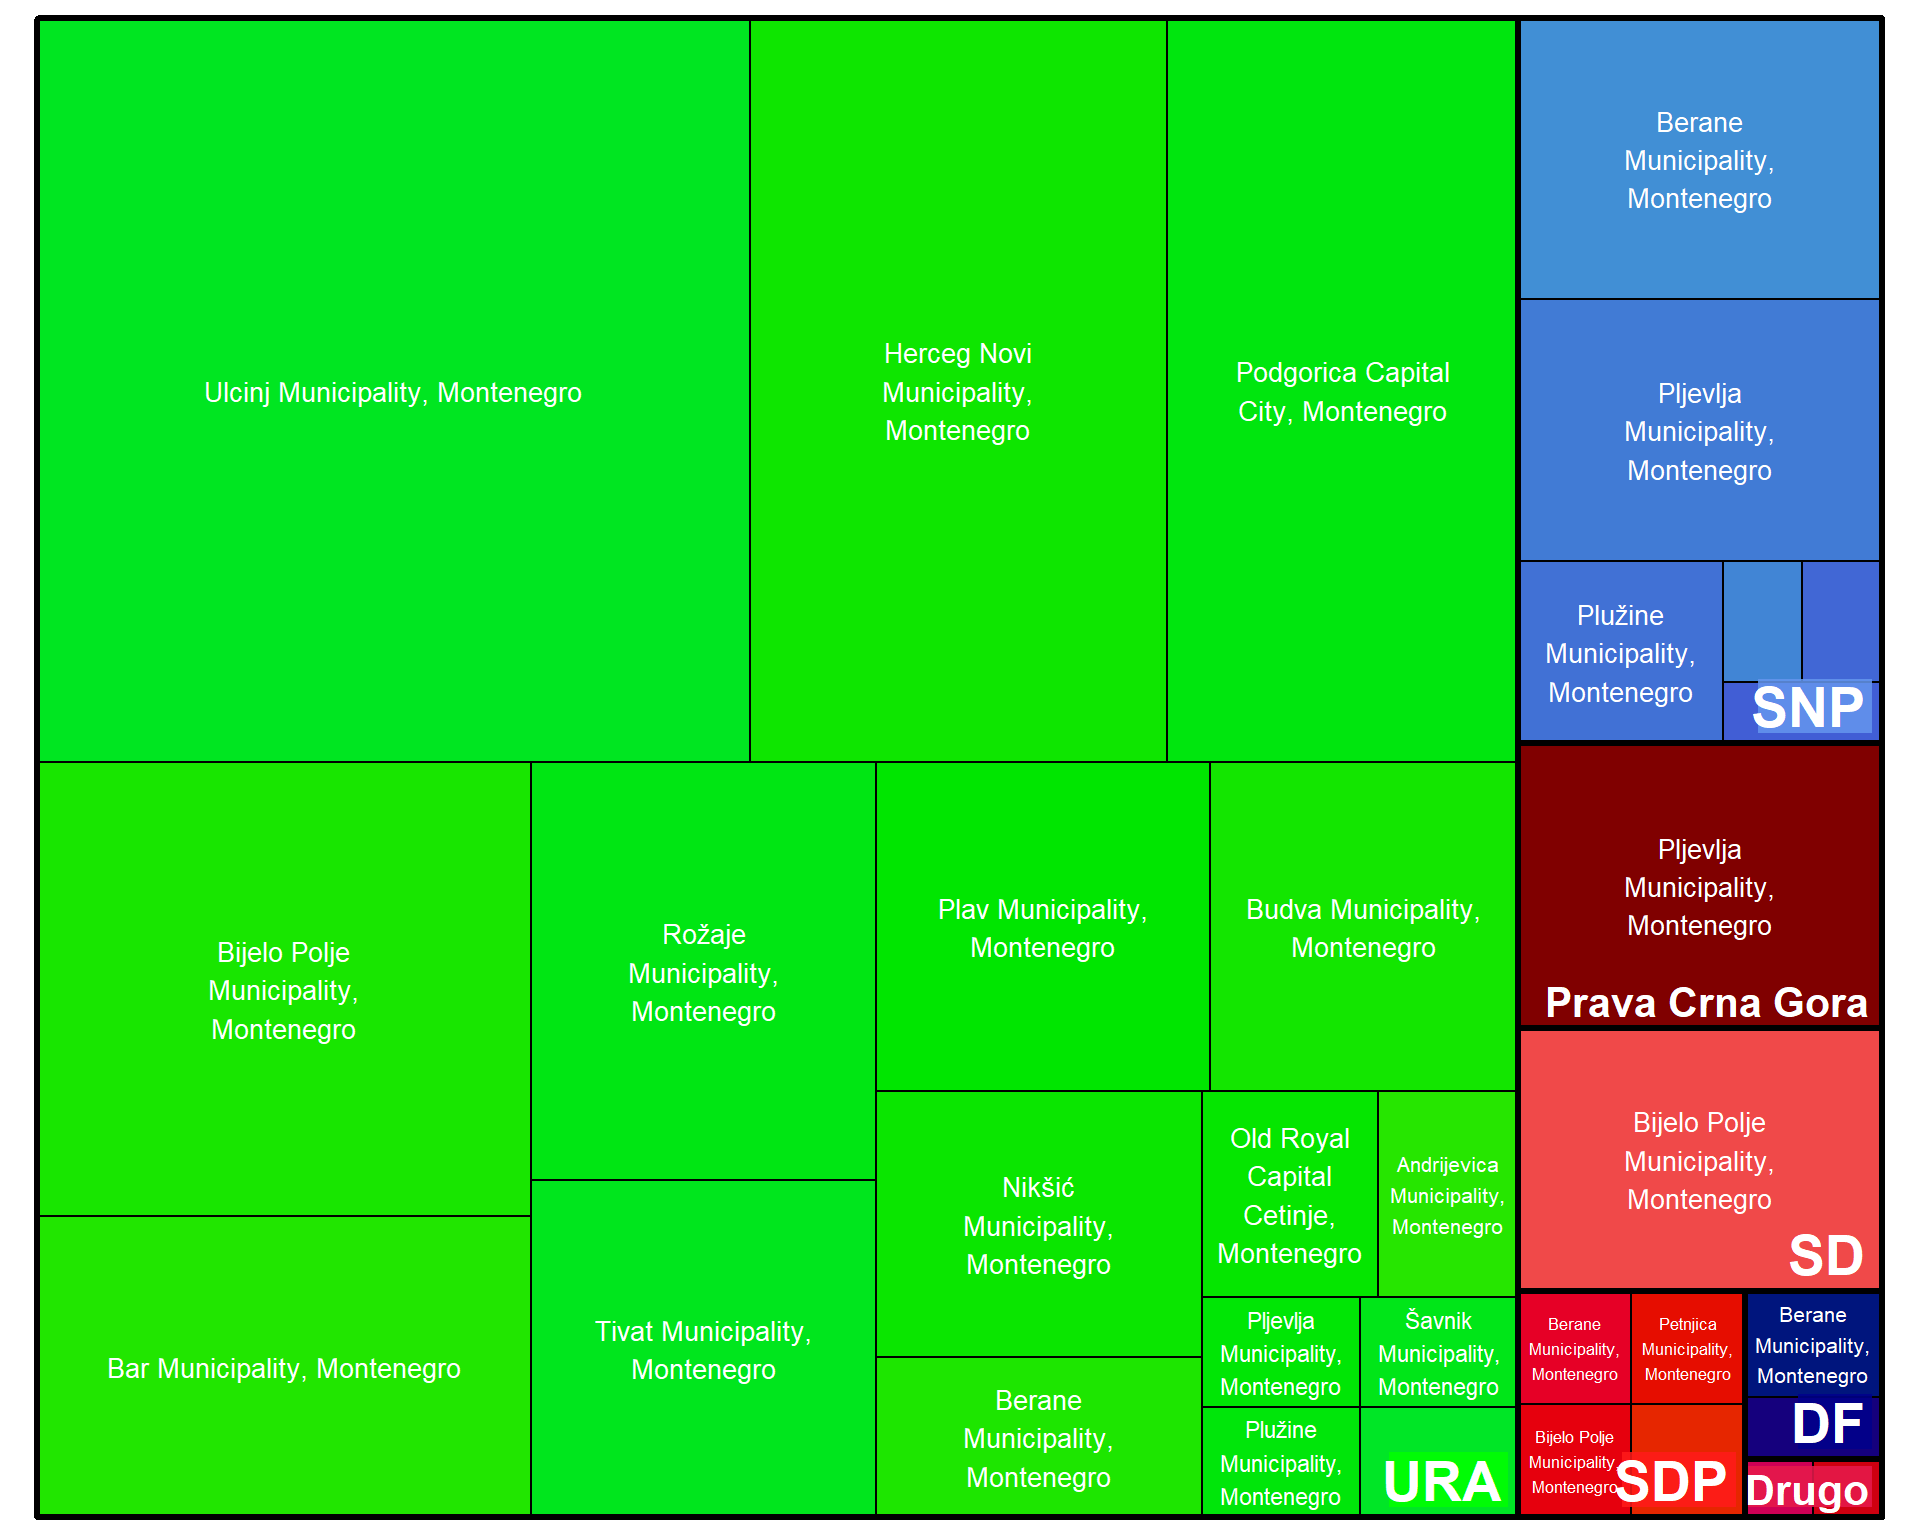 Ulcinj Municipality, Montenegro
Herceg Novi
Municipality,
Montenegro
Podgorica Capital
City, Montenegro
Bijelo Polje
Municipality,
Montenegro
Bar Municipality, Montenegro
Rožaje
Municipality,
Montenegro
Tivat Municipality,
Montenegro
Plav Municipality,
Montenegro
Budva Municipality,
Montenegro
Nikšić
Municipality,
Montenegro
Berane
Municipality,
Montenegro
Old Royal
Capital
Cetinje,
Montenegro
Andrijevica
Municipality,
Montenegro
Pljevlja
Municipality,
Montenegro
Šavnik
Municipality,
Montenegro
Plužine
Municipality,
Montenegro
URA
Berane
Municipality,
Montenegro
Pljevlja
Municipality,
Montenegro
Plužine
Municipality,
Montenegro
SNP
Pljevlja
Municipality,
Montenegro
Prava Crna Gora
Bijelo Polje
Municipality,
Montenegro
SD
Berane
Municipality,
Montenegro
Petnjica
Municipality,
Montenegro
Bijelo Polje
Municipality,
Montenegro
SDP
Berane
Municipality,
Montenegro
DF
Drugo